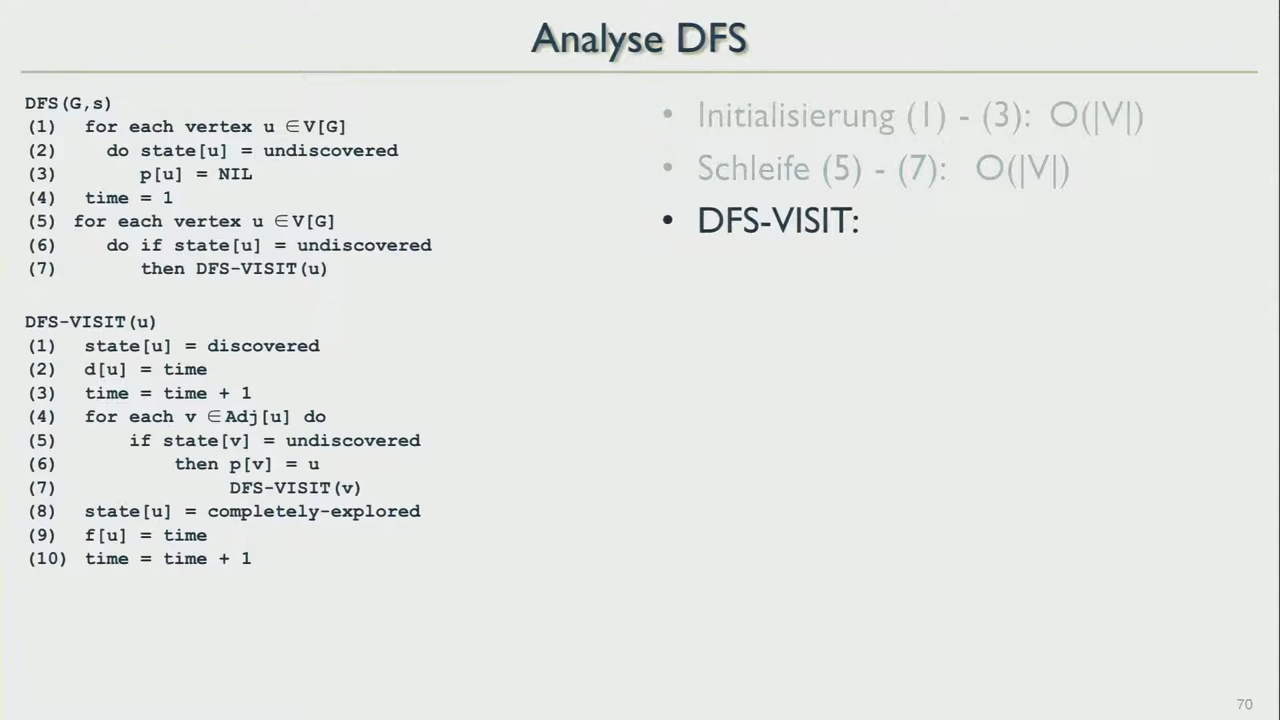 Analyse DFS
DFS(G,s)
(1) for each vertex u ∈V[G]
(2) do state[u] = undiscovered
(3) p[u] = NIL
(4) time = 1
(5) for each vertex u ∈V[G]
(6) do if state[u] = undiscovered
(7) then DFS-VISIT(u)
DFS-VISIT(u)
(1) state[u] = discovered
(2) d[u] = time
(3) time = time + 1
(4) for each v ∈Adj[u] do
(5) if state[v] = undiscovered
(6) then p[v] = u
(7) DFS-VISIT(v)
(8) state[u] = completely-explored
(9) f[u] = time
(10) time = time + 1
• Initialisierung (1) - (3): O(|V|)
• Schleife (5) - (7): O(|V|)
• DFS-VISIT:
70